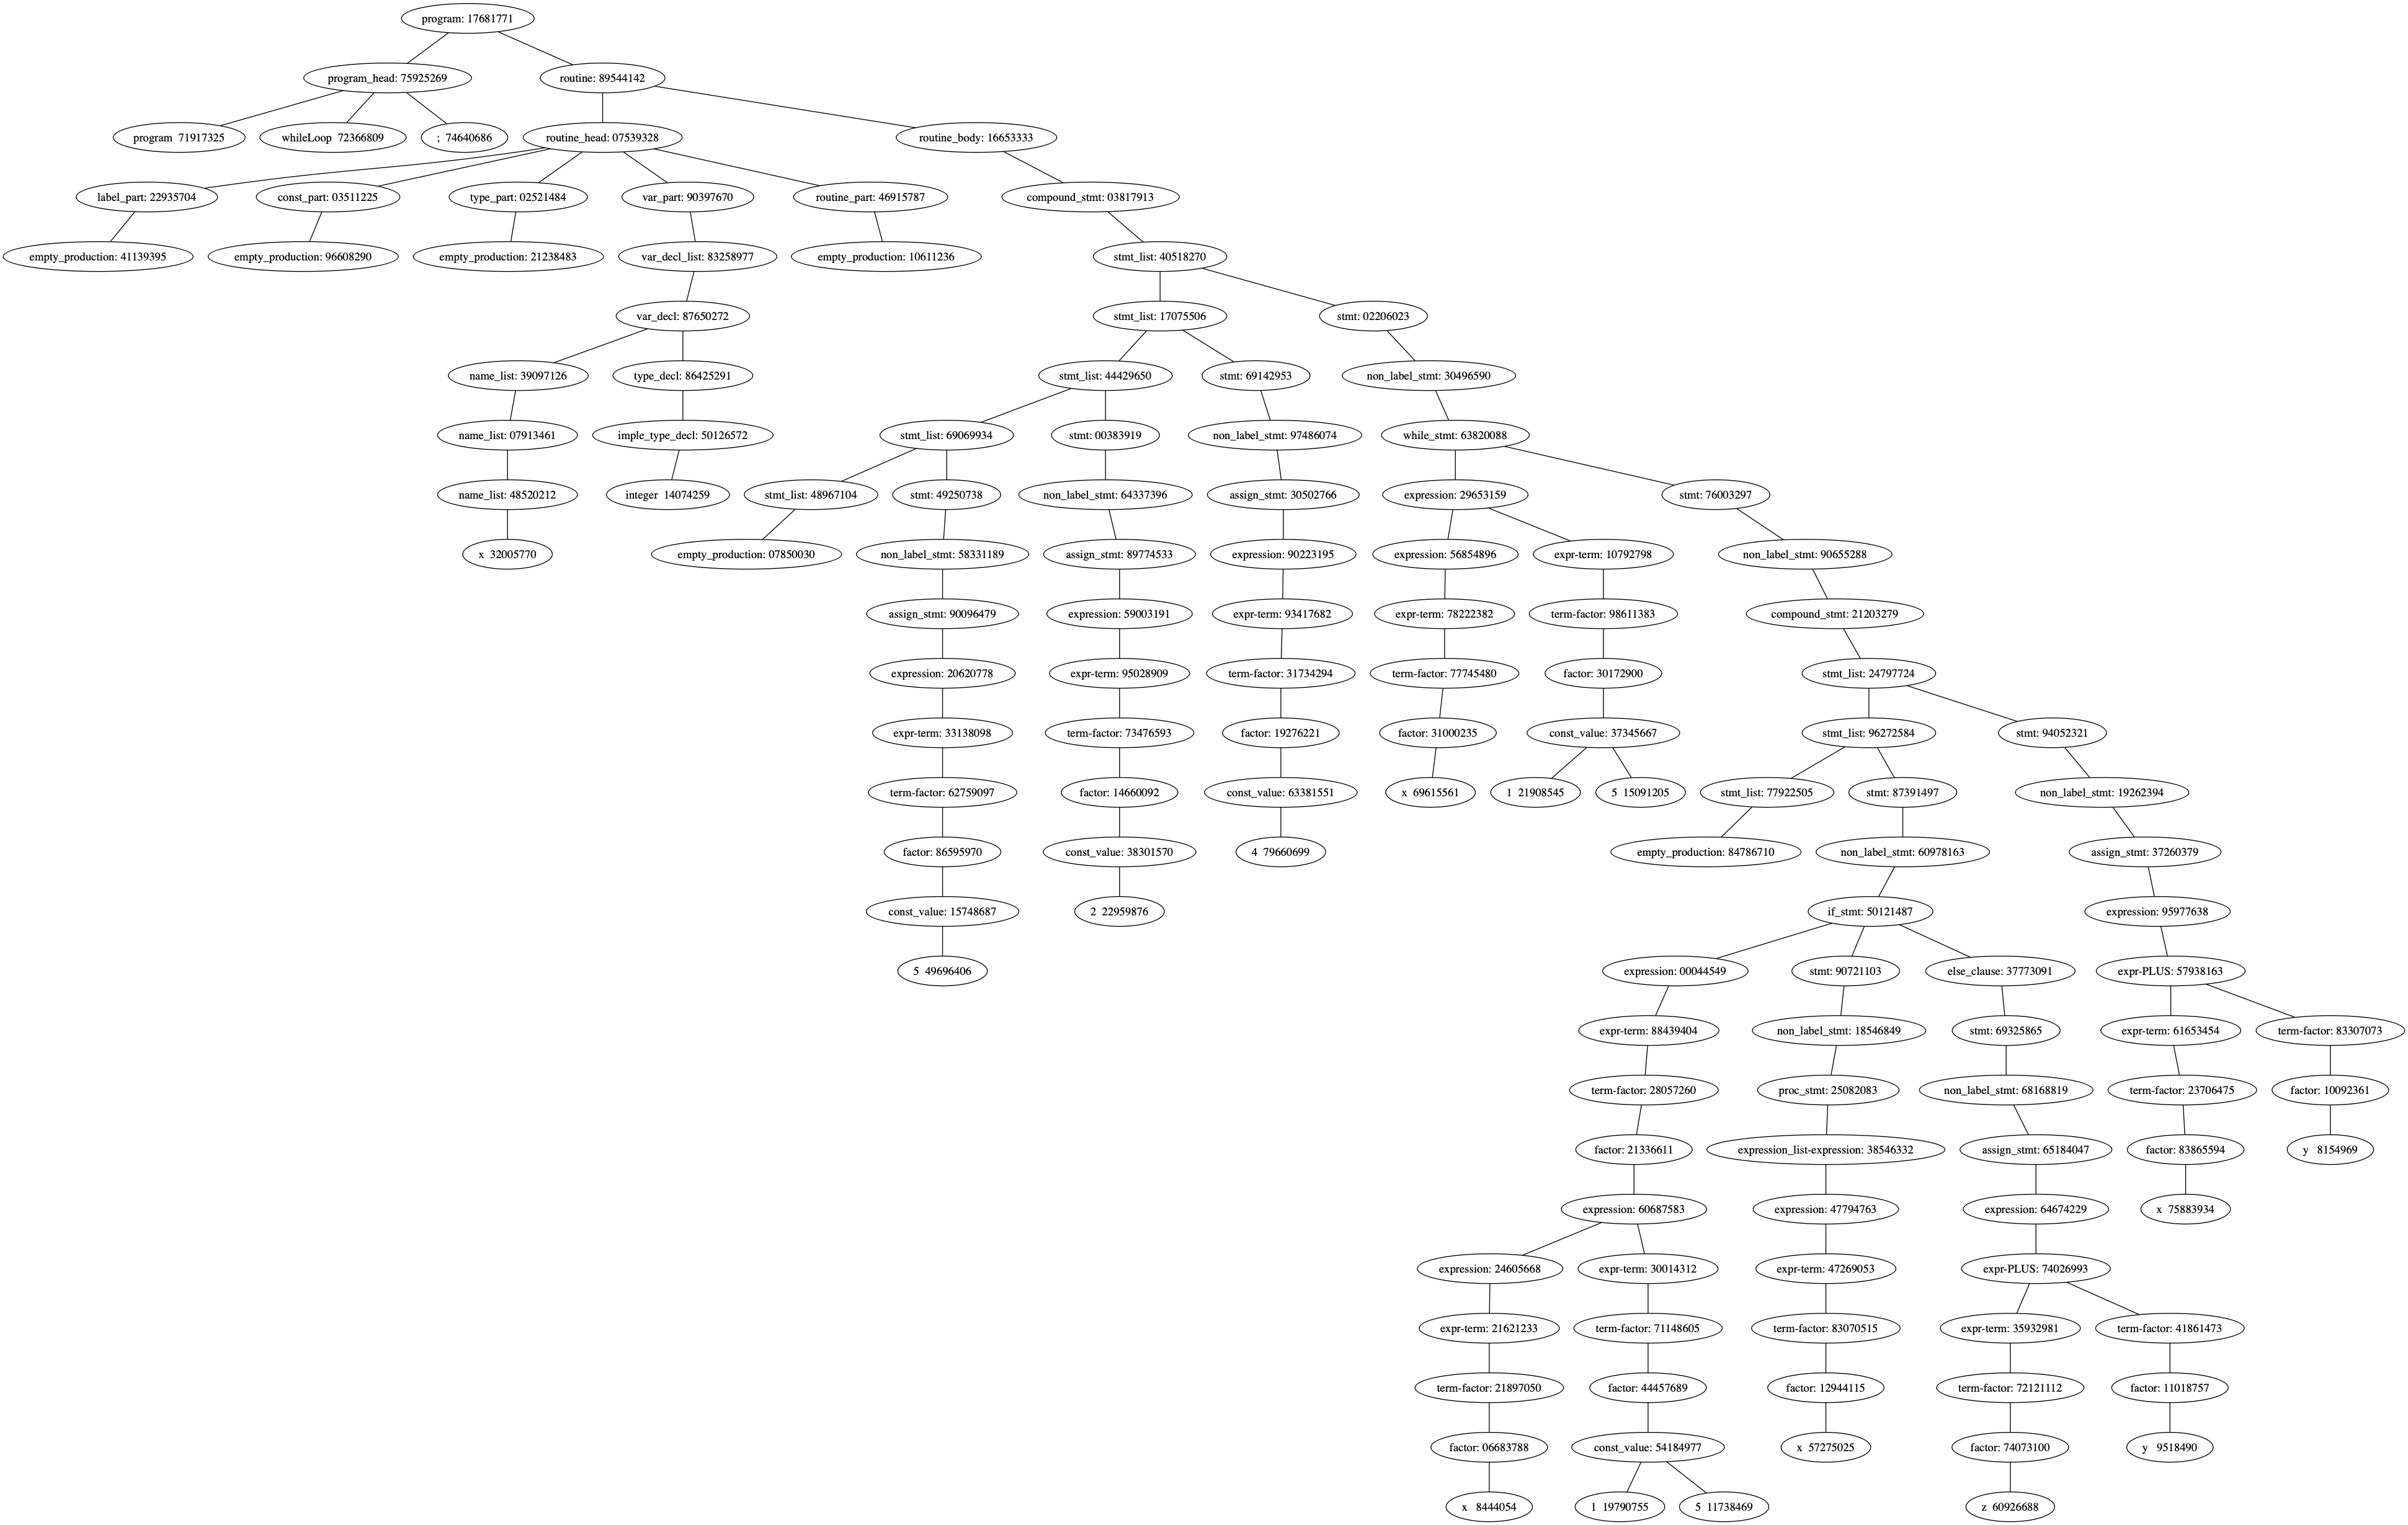 program: 17681771
program_head: 75925269
routine: 89544142
program 71917325
whileLoop 72366809
; 74640686
routine_head: 07539328
routine_body: 16653333
label_part: 22935704
const_part: 03511225
type_part: 02521484
var_part: 90397670
routine_part: 46915787
compound_stmt: 03817913
empty_production: 41139395
empty_production: 96608290
empty_production: 21238483
var_decl_list: 83258977
empty_production: 10611236
stmt_list: 40518270
var_decl: 87650272
stmt_list: 17075506
stmt: 02206023
name_list: 39097126
type_decl: 86425291
stmt_list: 44429650
stmt: 69142953
non_label_stmt: 30496590
name_list: 07913461
imple_type_decl: 50126572
stmt_list: 69069934
stmt: 00383919
non_label_stmt: 97486074
while_stmt: 63820088
name_list: 48520212
integer 14074259
stmt_list: 48967104
stmt: 49250738
non_label_stmt: 64337396
assign_stmt: 30502766
expression: 29653159
stmt: 76003297
x 32005770
empty_production: 07850030
non_label_stmt: 58331189
assign_stmt: 89774533
expression: 90223195
expression: 56854896
expr-term: 10792798
non_label_stmt: 90655288
assign_stmt: 90096479
expression: 59003191
expr-term: 93417682
expr-term: 78222382
term-factor: 98611383
compound_stmt: 21203279
expression: 20620778
expr-term: 95028909
term-factor: 31734294
term-factor: 77745480
factor: 30172900
stmt_list: 24797724
expr-term: 33138098
term-factor: 73476593
factor: 19276221
factor: 31000235
const_value: 37345667
stmt_list: 96272584
stmt: 94052321
term-factor: 62759097
factor: 14660092
const_value: 63381551
x 69615561
1 21908545
5 15091205
stmt_list: 77922505
stmt: 87391497
non_label_stmt: 19262394
factor: 86595970
const_value: 38301570
4 79660699
empty_production: 84786710
non_label_stmt: 60978163
assign_stmt: 37260379
const_value: 15748687
2 22959876
if_stmt: 50121487
expression: 95977638
5 49696406
expression: 00044549
stmt: 90721103
else_clause: 37773091
expr-PLUS: 57938163
expr-term: 88439404
non_label_stmt: 18546849
stmt: 69325865
expr-term: 61653454
term-factor: 83307073
term-factor: 28057260
proc_stmt: 25082083
non_label_stmt: 68168819
term-factor: 23706475
factor: 10092361
factor: 21336611
expression_list-expression: 38546332
assign_stmt: 65184047
factor: 83865594
y 8154969
expression: 60687583
expression: 47794763
expression: 64674229
x 75883934
expression: 24605668
expr-term: 30014312
expr-term: 47269053
expr-PLUS: 74026993
expr-term: 21621233
term-factor: 71148605
term-factor: 83070515
expr-term: 35932981
term-factor: 41861473
term-factor: 21897050
factor: 44457689
factor: 12944115
term-factor: 72121112
factor: 11018757
factor: 06683788
const_value: 54184977
x 57275025
factor: 74073100
y 9518490
x 8444054
1 19790755
5 11738469
z 60926688